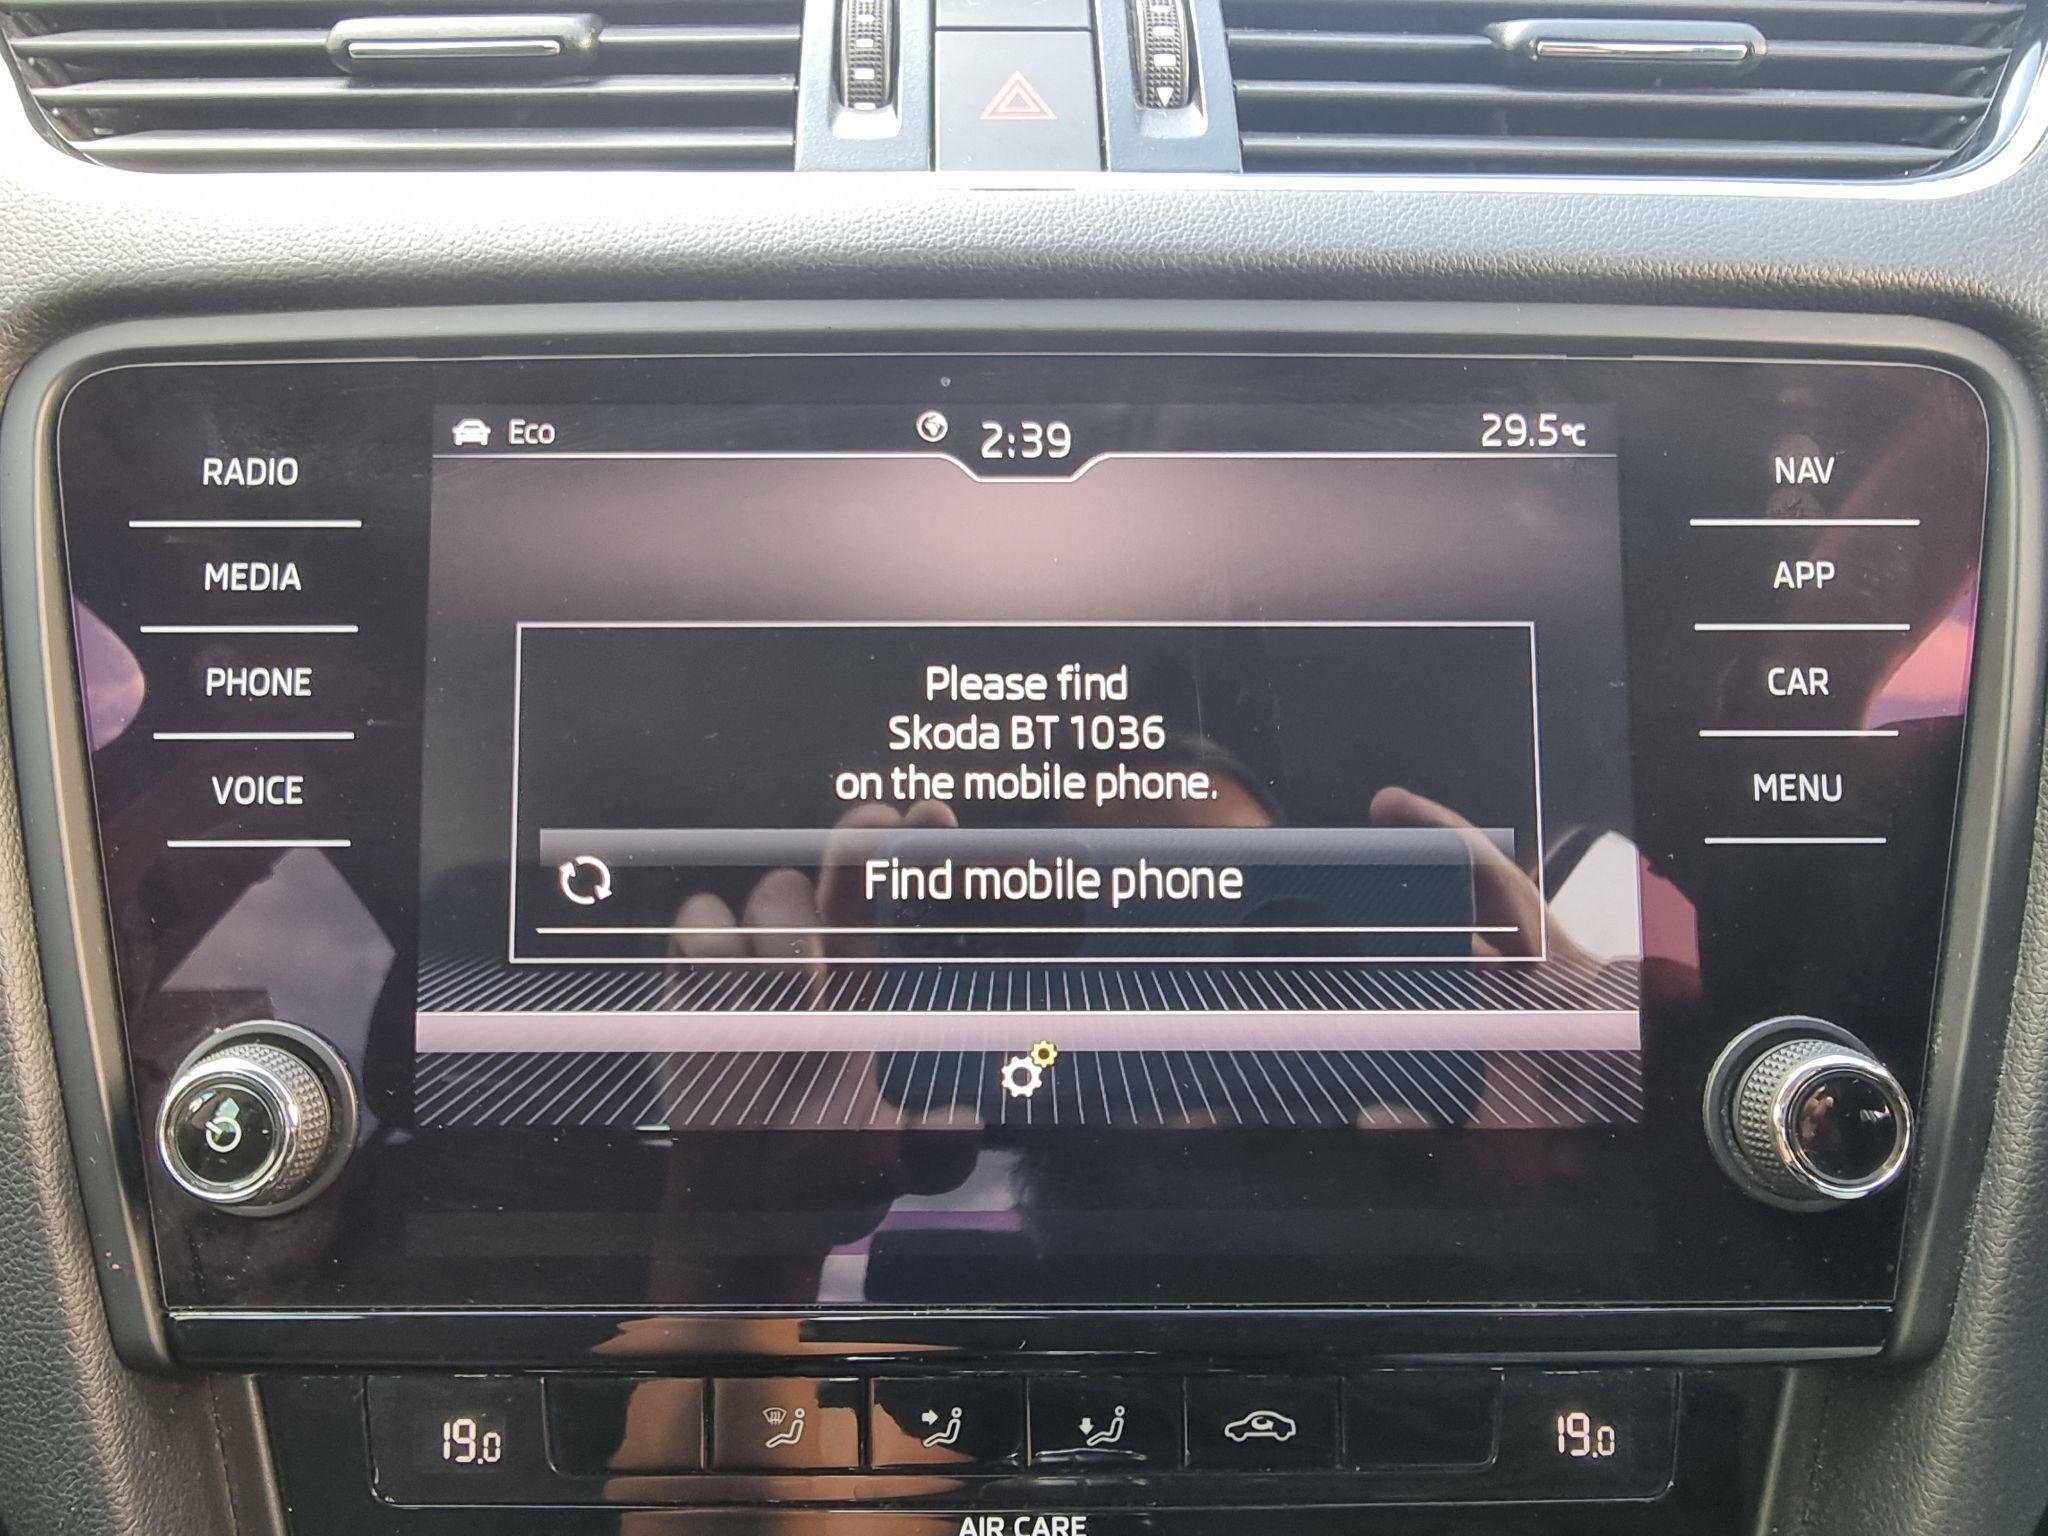 Eco
2:39
29.5°C
RADIO
MEDIA
PHONE
VOICE
NAV
APP
CAR
MENU
Please find
Skoda BT 1036
on the mobile phone.
Find mobile phone
19.0
19.0
AIR CARE